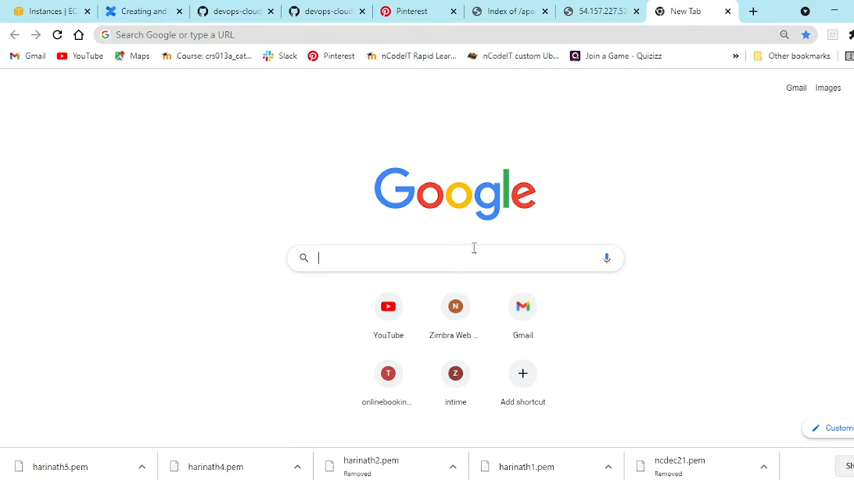 Instances | EC
Creating and
devops-cloud
devops-cloud
Pinterest
Index of /apa
54.157.227.5
New Tab
Search Google or type a URL
Gmail
YouTube
Maps
Course: crs013a_cat...
Slack
Pinterest
nCodeIT Rapid Lear...
nCodeIT custom Ub...
Join a Game - Quizizz
Other bookmarks
Gmail
Images
Google
YouTube
Zimbra Web ...
Gmail
onlinebookin...
intime
Add shortcut
Customi
harinath5.pem
harinath4.pem
harinath2.pem
Removed
harinath1.pem
ncdec21.pem
Removed